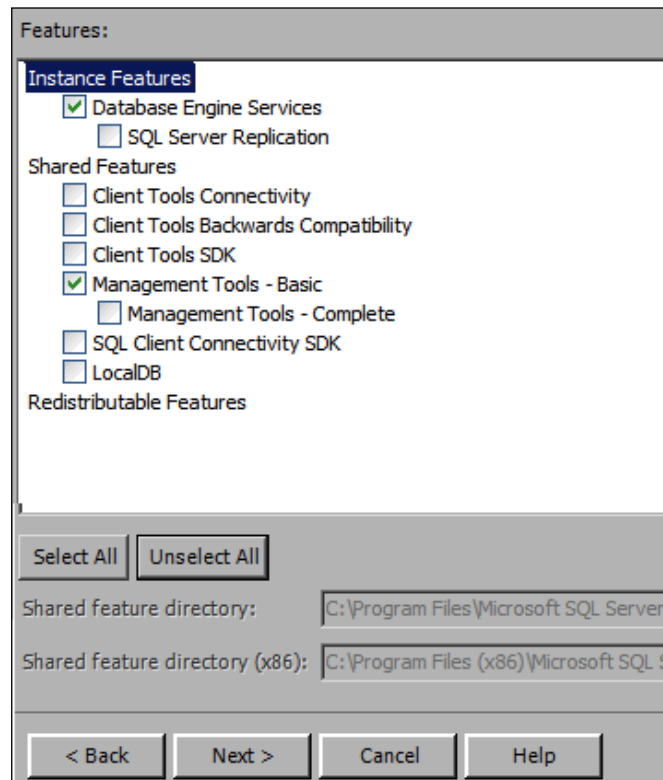 Features:
Instance Features
Database Engine Services
SQL Server Replication
Shared Features
Client Tools Connectivity
Client Tools Backwards Compatibility
Client Tools SDK
Management Tools - Basic
Management Tools - Complete
SQL Client Connectivity SDK
LocalDB
Redistributable Features
Select All Unselect All
Shared feature directory: C:\Program Files\Microsoft SQL Server
Shared feature directory (x86): C:\Program Files (x86)\Microsoft SQL S
< Back Next > Cancel Help